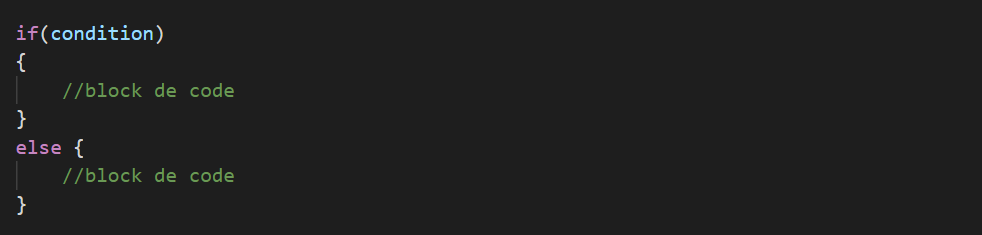 if(condition)
{
    //block de code
}
else {
    //block de code
}